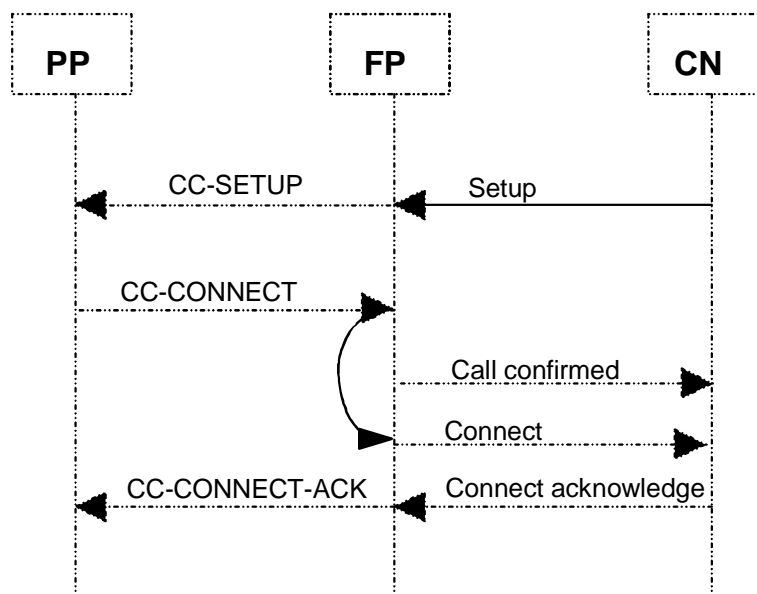 PP FP CN
CC-SETUP Setup
CC-CONNECT
Call confirmed
Connect
CC-CONNECT-ACK Connect acknowledge